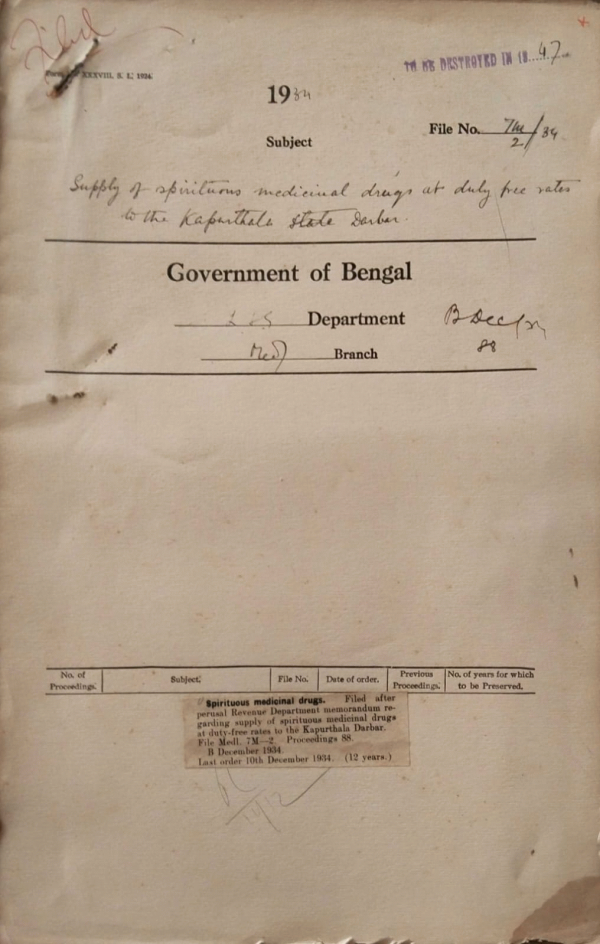 Filed
TO BE DESTROYED IN 19...47...
XXXVIII. S. I., 1924.
1934
File No. 7M/2/34
Subject
Supply of spirituous medicinal drugs at duty free rates
to the Kapurthala State Darbar.
Government of Bengal
Department B Dec/34
Medl Branch 88
No. of Proceedings. Subject. File No. Date of order. Previous Proceedings. No. of years for which to be Preserved.
Spirituous medicinal drugs. Filed after
perusal Revenue Department memorandum re-
garding supply of spirituous medicinal drugs
at duty-free rates to the Kapurthala Darbar.
File Medl. 7M—2. Proceedings 88.
B December 1934.
Last order 10th December 1934. (12 years.)